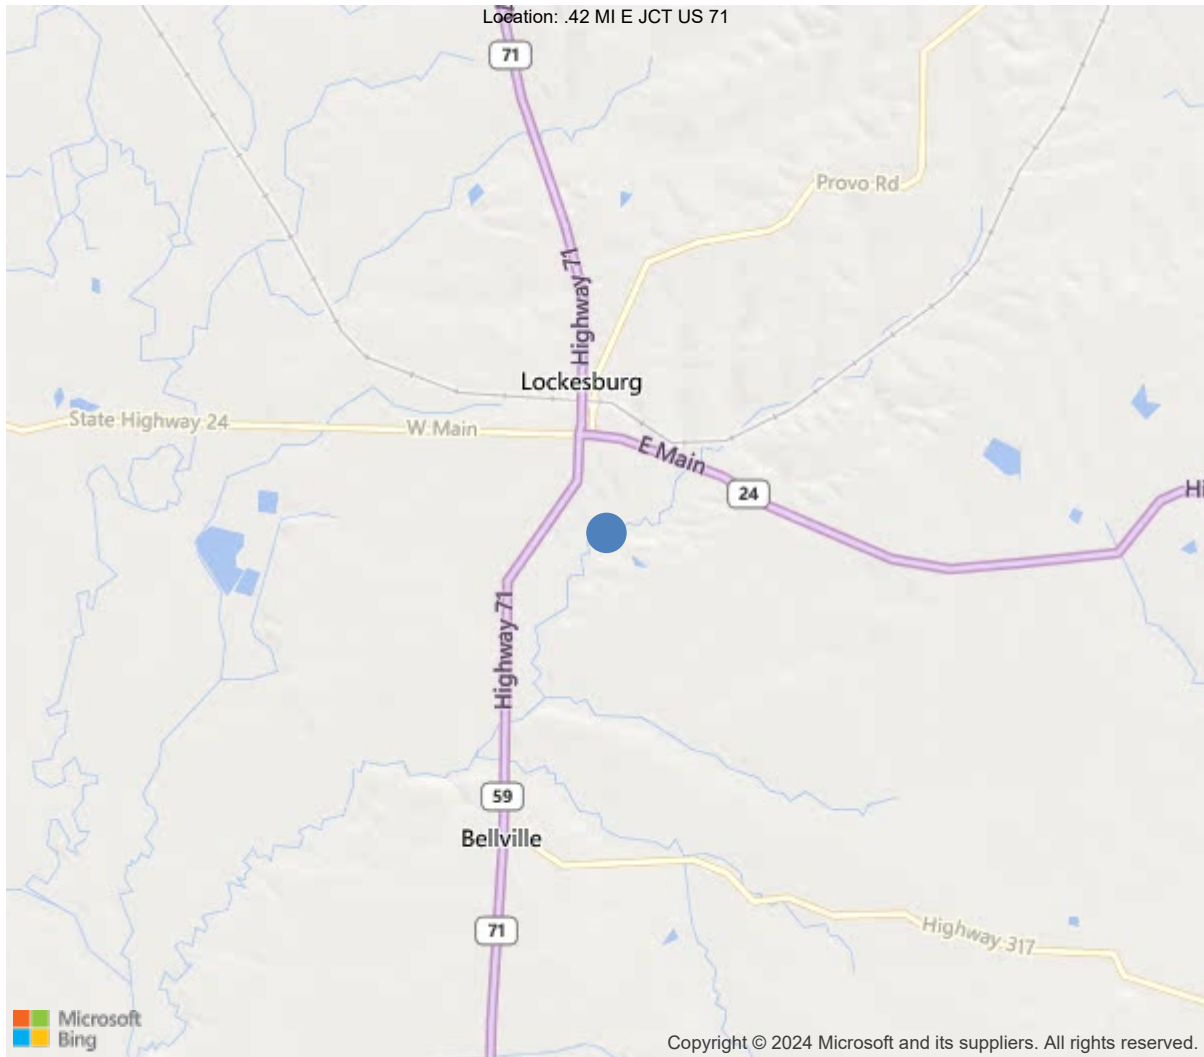 Location: .42 MI E JCT US 71
71
Provo Rd
Highway 71
Lockesburg
State Highway 24
W Main
E Main
24
Hi
Highway 71
59
Bellville
71
Highway 317
Microsoft
Bing
Copyright © 2024 Microsoft and its suppliers. All rights reserved.